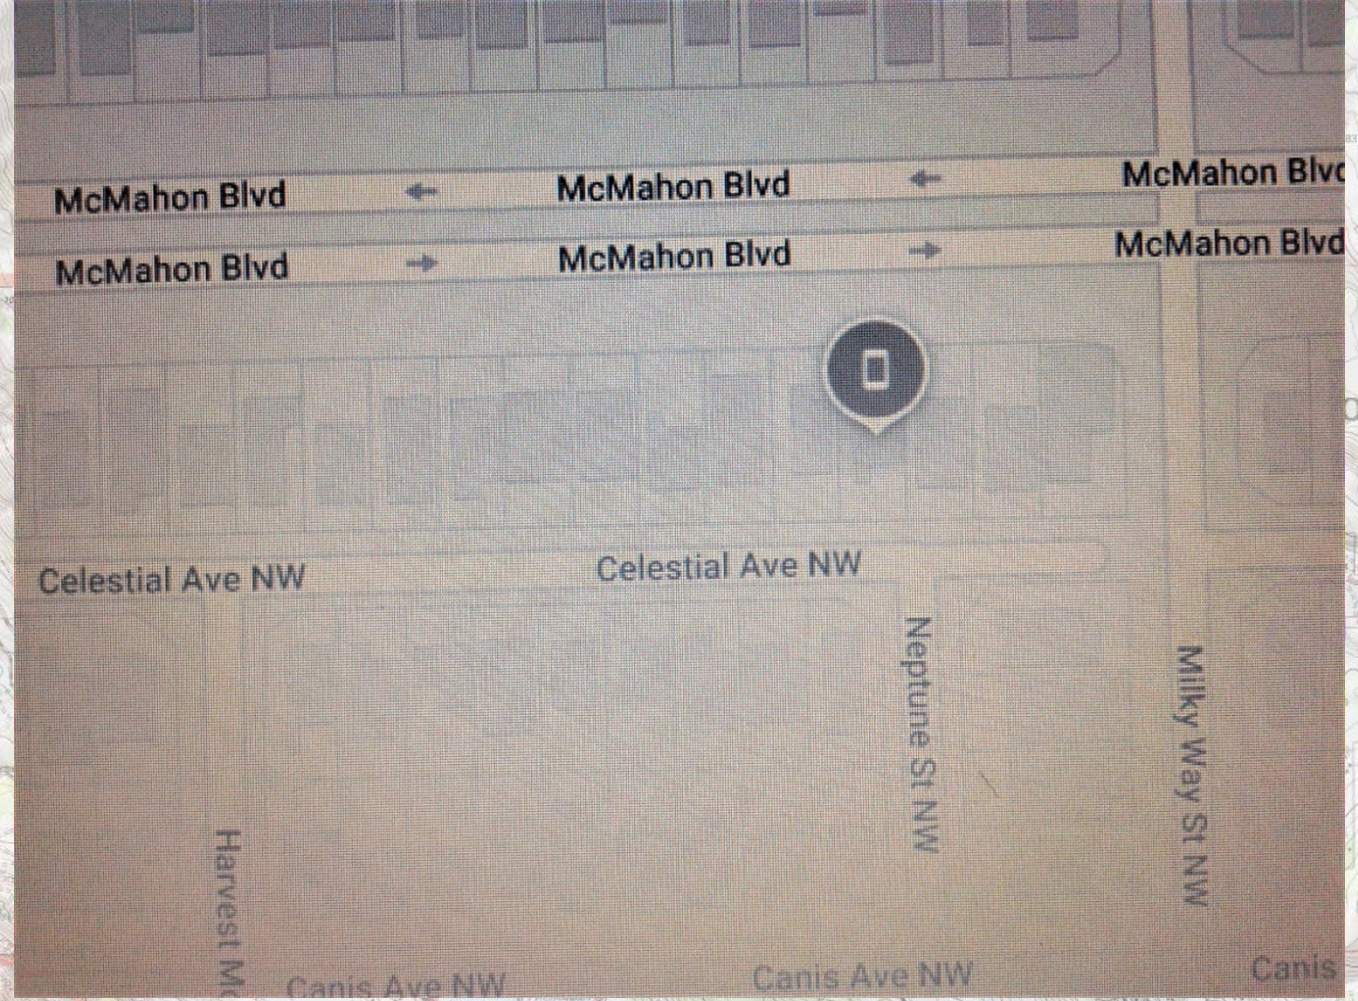 McMahon Blvd
McMahon Blvd
McMahon Blvd
McMahon Blvd
McMahon Blvd
McMahon Blvd
Celestial Ave NW
Celestial Ave NW
Neptune St NW
Milky Way St NW
Harvest
Canis Ave NW
Canis Ave NW
Canis